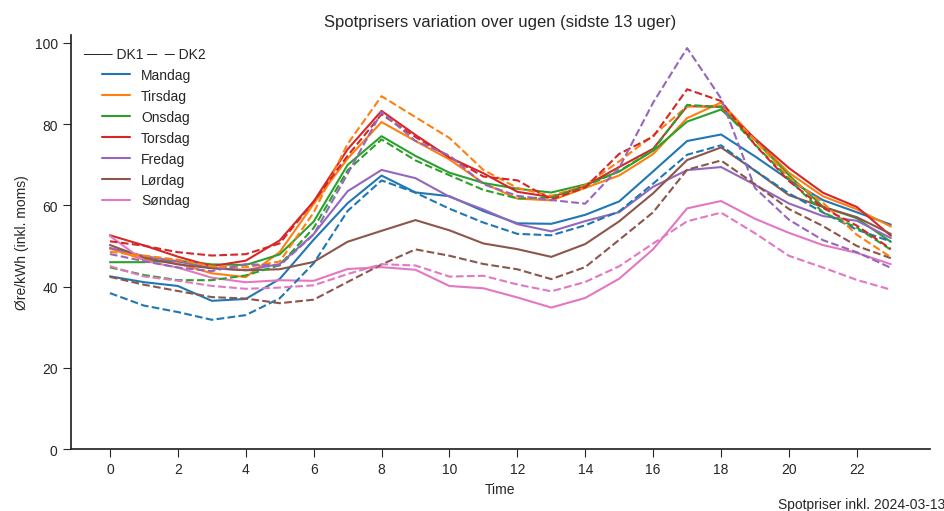 Spotprisers variation over ugen (sidste 13 uger)
DK1 DK2
Mandag
Tirsdag
Onsdag
Torsdag
Fredag
Lørdag
Søndag
Øre/kWh (inkl. moms)
100
80
60
40
20
0
0 2 4 6 8 10 12 14 16 18 20 22
Time
Spotpriser inkl. 2024-03-13